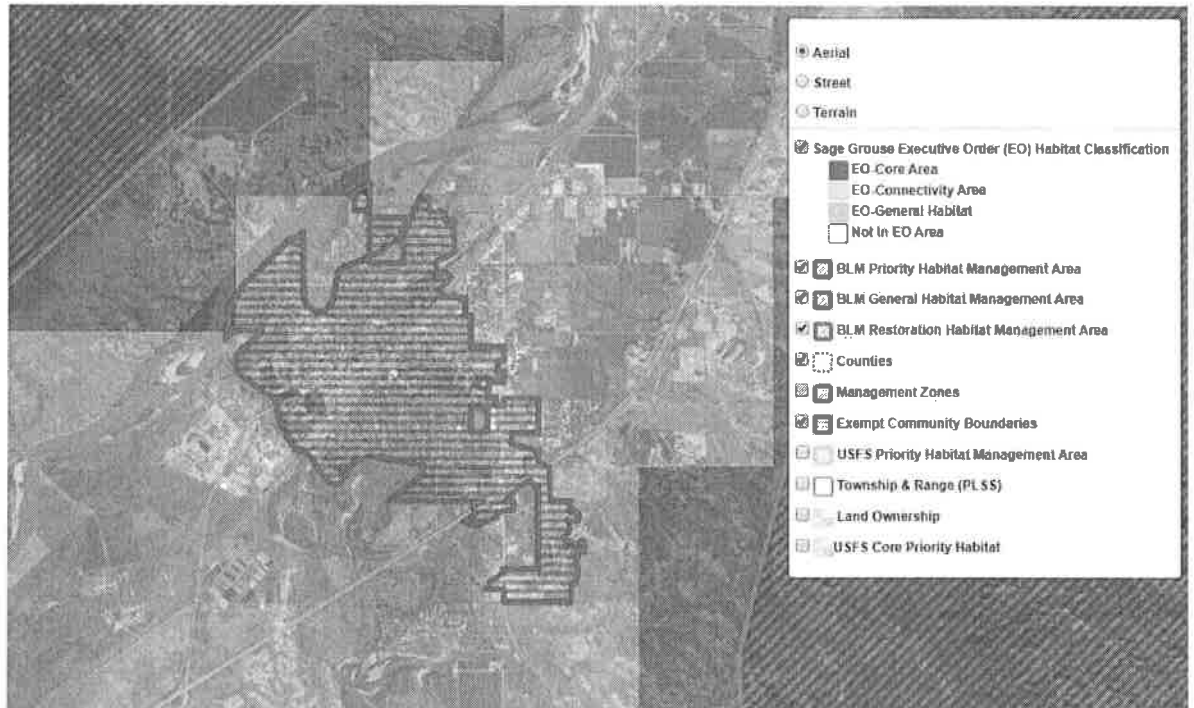 Aerial
Street
Terrain
Sage Grouse Executive Order (EO) Habitat Classification
EO-Core Area
EO-Connectivity Area
EO-General Habitat
Not In EO Area
BLM Priority Habitat Management Area
BLM General Habitat Management Area
BLM Restoration Habitat Management Area
Counties
Management Zones
Exempt Community Boundaries
USFS Priority Habitat Management Area
Township & Range (PLSS)
Land Ownership
USFS Core Priority Habitat